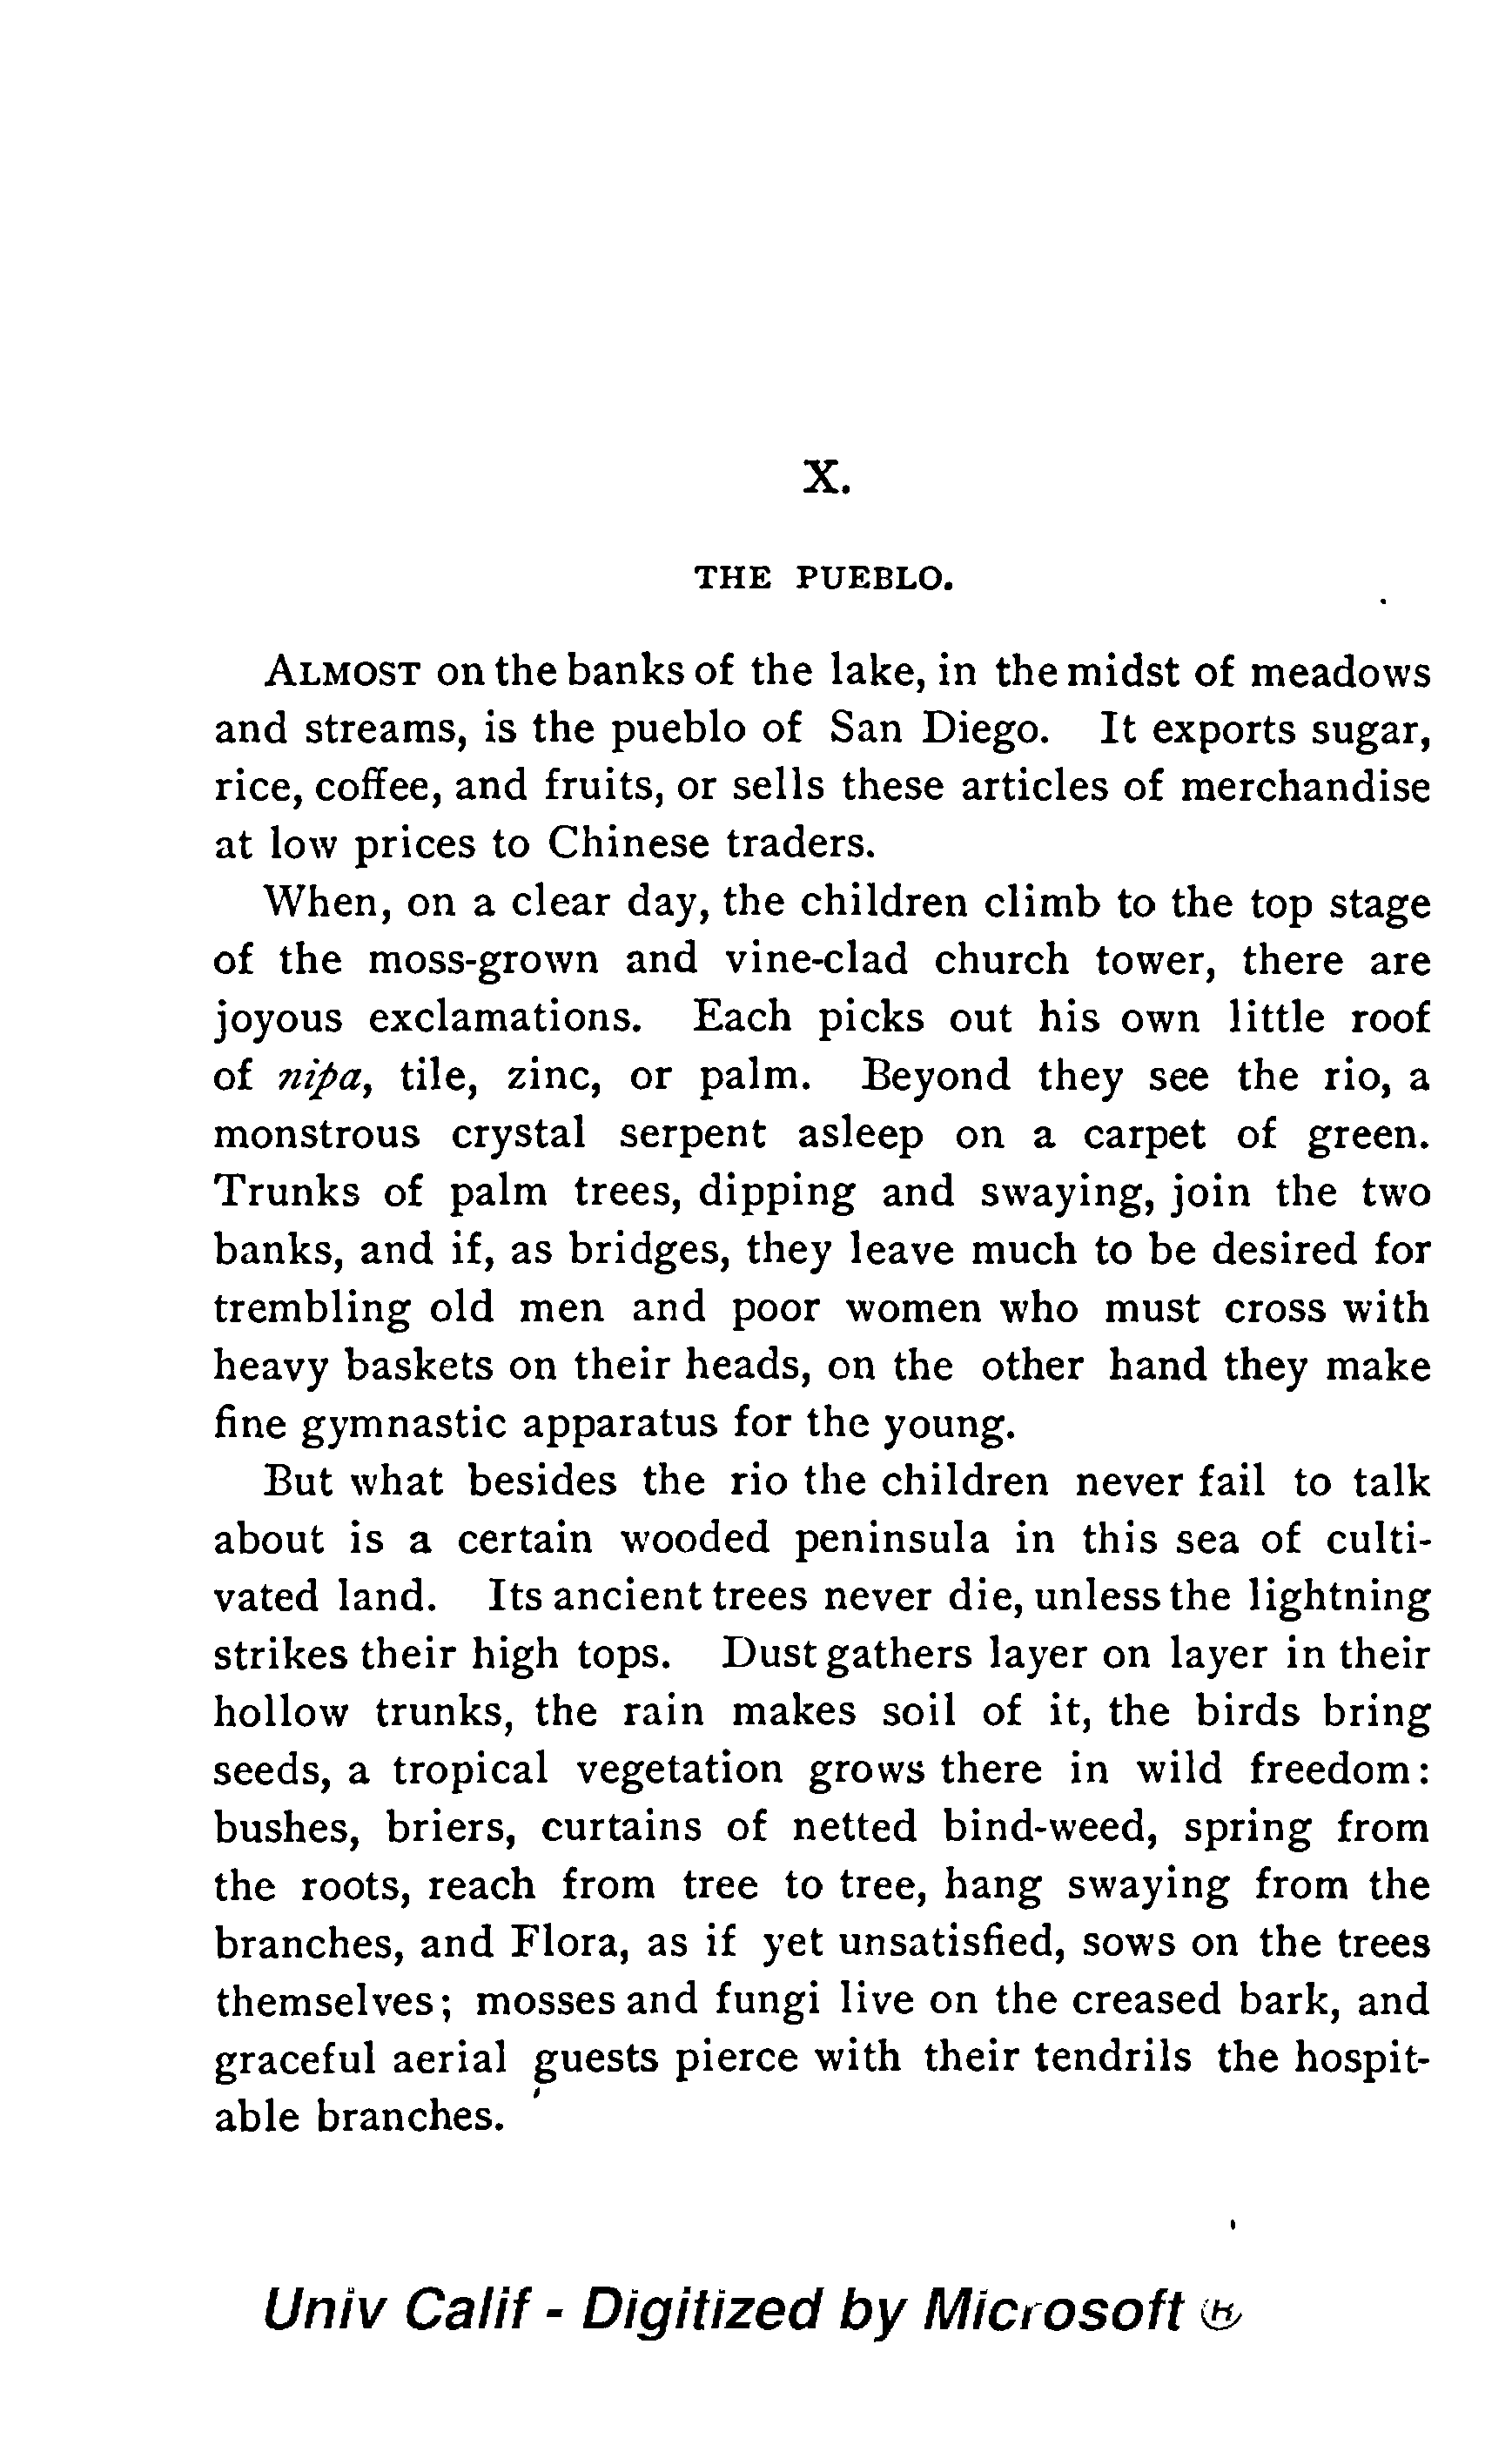 X.
THE PUEBLO.
ALMOST on the banks of the lake, in the midst of meadows
and streams, is the pueblo of San Diego. It exports sugar,
rice, coffee, and fruits, or sells these articles of merchandise
at low prices to Chinese traders.
When, on a clear day, the children climb to the top stage
of the moss-grown and vine-clad church tower, there are
joyous exclamations. Each picks out his own little roof
of nipa, tile, zinc, or palm. Beyond they see the rio, a
monstrous crystal serpent asleep on a carpet of green.
Trunks of palm trees, dipping and swaying, join the two
banks, and if, as bridges, they leave much to be desired for
trembling old men and poor women who must cross with
heavy baskets on their heads, on the other hand they make
fine gymnastic apparatus for the young.
But what besides the rio the children never fail to talk
about is a certain wooded peninsula in this sea of culti-
vated land. Its ancient trees never die, unless the lightning
strikes their high tops. Dust gathers layer on layer in their
hollow trunks, the rain makes soil of it, the birds bring
seeds, a tropical vegetation grows there in wild freedom:
bushes, briers, curtains of netted bind-weed, spring from
the roots, reach from tree to tree, hang swaying from the
branches, and Flora, as if yet unsatisfied, sows on the trees
themselves; mosses and fungi live on the creased bark, and
graceful aerial guests pierce with their tendrils the hospit-
able branches.
Univ Calif - Digitized by Microsoft ®